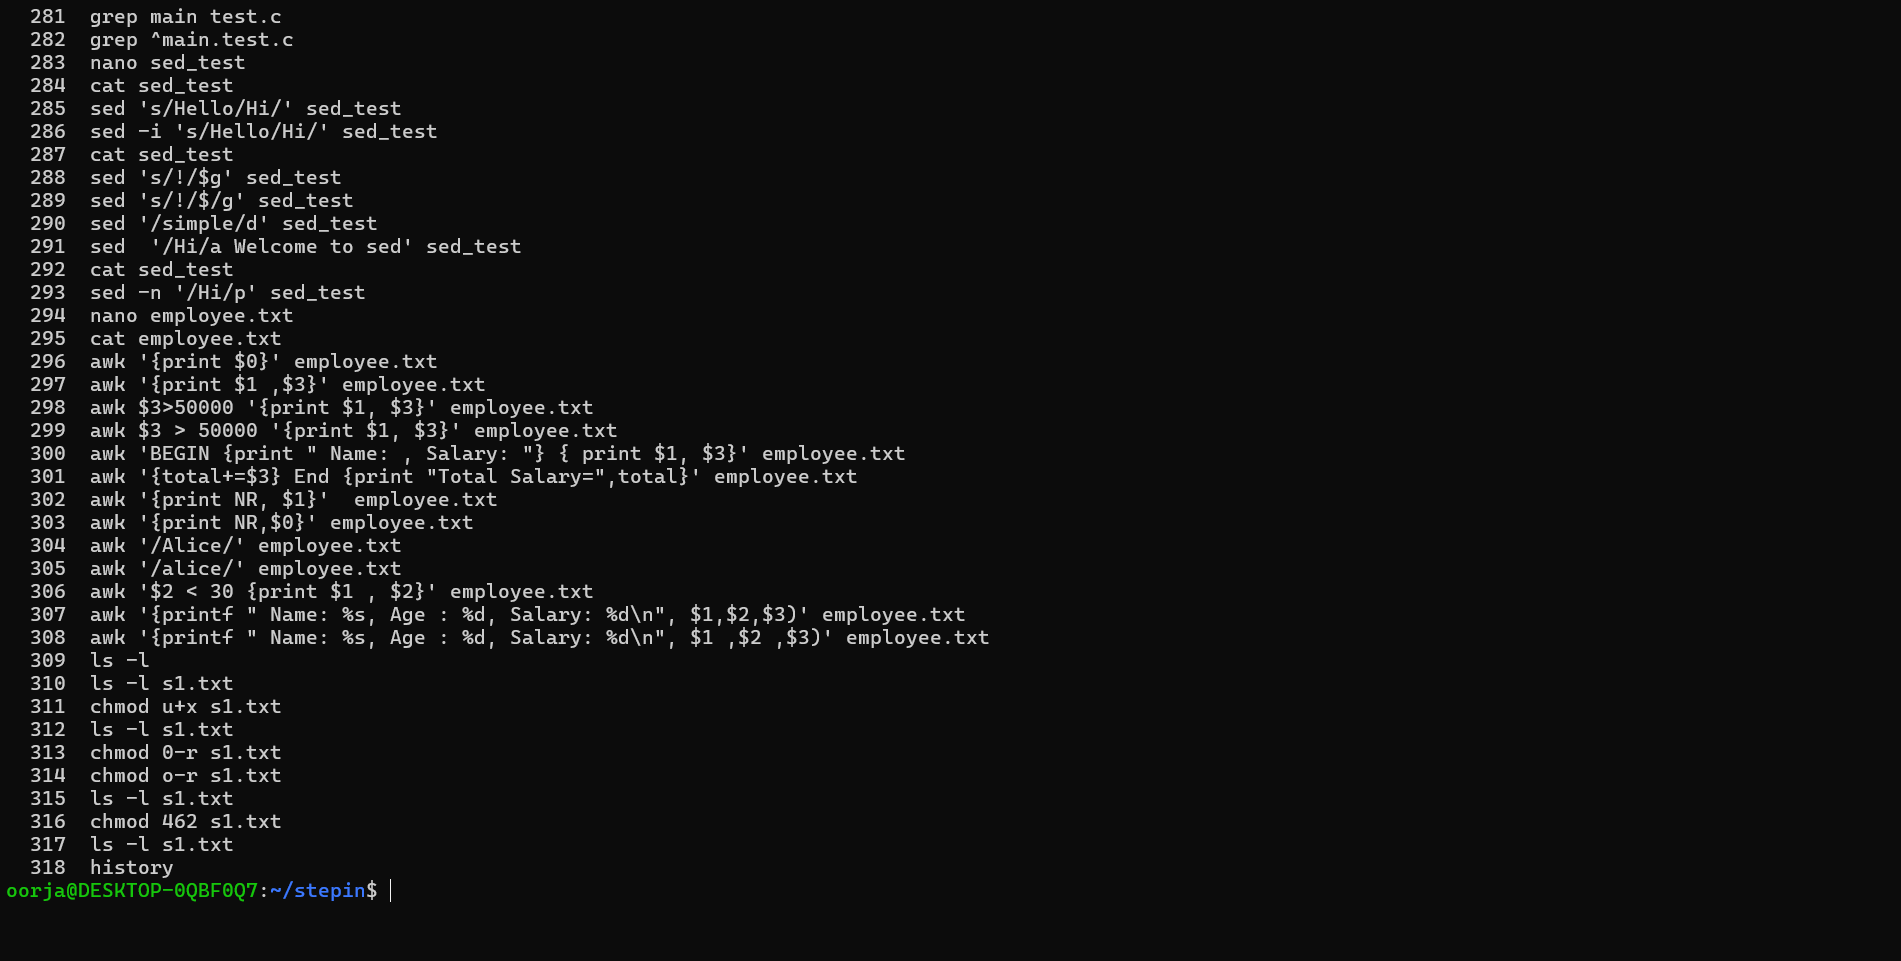 281  grep main test.c
282  grep ^main.test.c
283  nano sed_test
284  cat sed_test
285  sed 's/Hello/Hi/' sed_test
286  sed -i 's/Hello/Hi/' sed_test
287  cat sed_test
288  sed 's/!/$g' sed_test
289  sed 's/!/$/g' sed_test
290  sed '/simple/d' sed_test
291  sed  '/Hi/a Welcome to sed' sed_test
292  cat sed_test
293  sed -n '/Hi/p' sed_test
294  nano employee.txt
295  cat employee.txt
296  awk '{print $0}' employee.txt
297  awk '{print $1 ,$3}' employee.txt
298  awk $3>50000 '{print $1, $3}' employee.txt
299  awk $3 > 50000 '{print $1, $3}' employee.txt
300  awk 'BEGIN {print " Name: , Salary: "} { print $1, $3}' employee.txt
301  awk '{total+=$3} End {print "Total Salary=",total}' employee.txt
302  awk '{print NR, $1}'  employee.txt
303  awk '{print NR,$0}' employee.txt
304  awk '/Alice/' employee.txt
305  awk '/alice/' employee.txt
306  awk '$2 < 30 {print $1 , $2}' employee.txt
307  awk '{printf " Name: %s, Age : %d, Salary: %d\n", $1,$2,$3)' employee.txt
308  awk '{printf " Name: %s, Age : %d, Salary: %d\n", $1 ,$2 ,$3)' employee.txt
309  ls -l
310  ls -l s1.txt
311  chmod u+x s1.txt
312  ls -l s1.txt
313  chmod 0-r s1.txt
314  chmod o-r s1.txt
315  ls -l s1.txt
316  chmod 462 s1.txt
317  ls -l s1.txt
318  history
oorja@DESKTOP-0QBF0Q7:~/stepin$